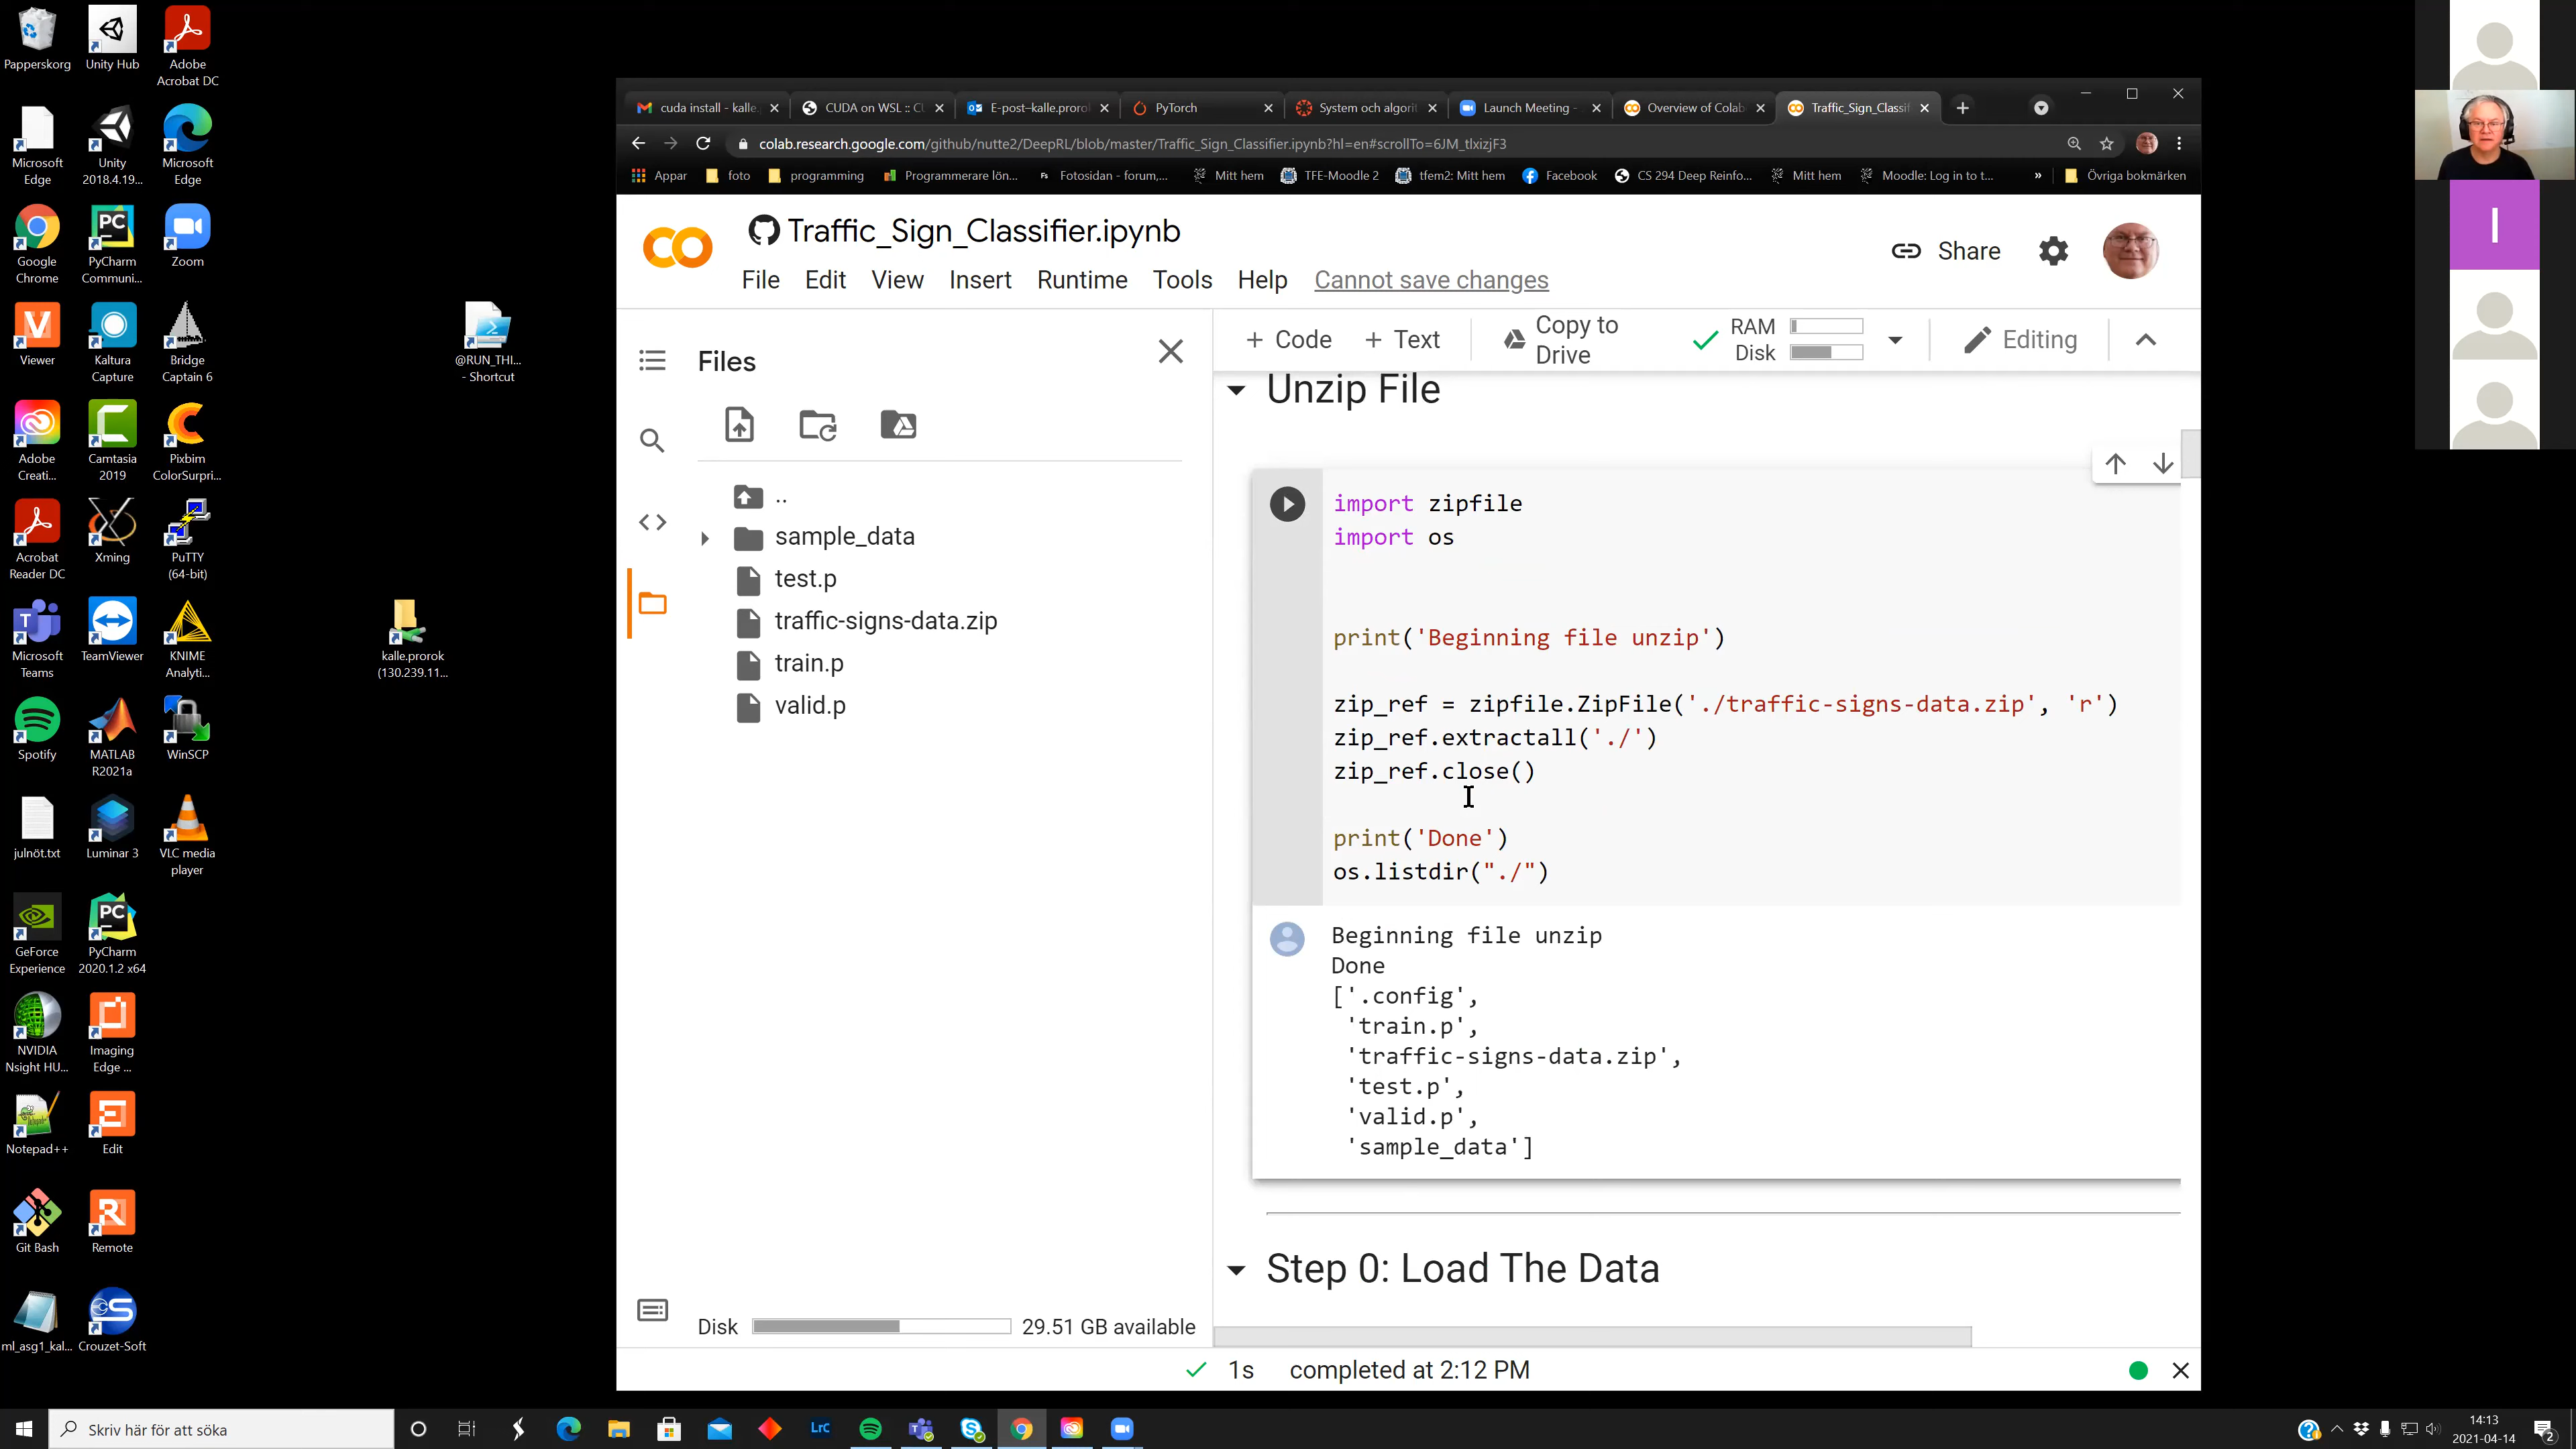 Papperskorg
Unity Hub
Adobe
Acrobat DC
Microsoft
Edge
Unity
2018.4.19...
Microsoft
Edge
Google
Chrome
PyCharm
Communi...
Zoom
Viewer
Kaltura
Capture
Bridge
Captain 6
Adobe
Creati...
Camtasia
2019
Pixbim
ColorSurpri...
Acrobat
Reader DC
Xming
PuTTY
(64-bit)
Microsoft
Teams
TeamViewer
KNIME
Analyti...
Spotify
MATLAB
R2021a
WinSCP
julnöt.txt
Luminar 3
VLC media
player
GeForce
Experience
PyCharm
2020.1.2 x64
NVIDIA
Nsight HU...
Imaging
Edge ...
Notepad++
Edit
Git Bash
Remote
ml_asg1_kal...
Crouzet-Soft
@RUN_THI...
- Shortcut
kalle.prorok
(130.239.11...
cuda install - kalle.
CUDA on WSL :: CU
E-post–kalle.proro
PyTorch
System och algorit
Launch Meeting -
Overview of Colab
Traffic_Sign_Classif
colab.research.google.com/github/nutte2/DeepRL/blob/master/Traffic_Sign_Classifier.ipynb?hl=en#scrollTo=6JM_tlxizjF3
Appar
foto
programming
Programmerare lön...
Fs
Fotosidan - forum,...
Mitt hem
TFE-Moodle 2
tfem2: Mitt hem
Facebook
CS 294 Deep Reinfo...
Mitt hem
Moodle: Log in to t...
»
Övriga bokmärken
Traffic_Sign_Classifier.ipynb
File Edit View Insert Runtime Tools Help Cannot save changes
Share
+ Code
+ Text
Copy to
Drive
RAM
Disk
Editing
Files
..
sample_data
test.p
traffic-signs-data.zip
train.p
valid.p
Disk
29.51 GB available
Unzip File
import zipfile
import os
print('Beginning file unzip')
zip_ref = zipfile.ZipFile('./traffic-signs-data.zip', 'r')
zip_ref.extractall('./')
zip_ref.close()
print('Done')
os.listdir("./")
Beginning file unzip
Done
['.config',
'train.p',
'traffic-signs-data.zip',
'test.p',
'valid.p',
'sample_data']
Step 0: Load The Data
1s completed at 2:12 PM
I
Skriv här för att söka
LrC
14:13
2021-04-14
2